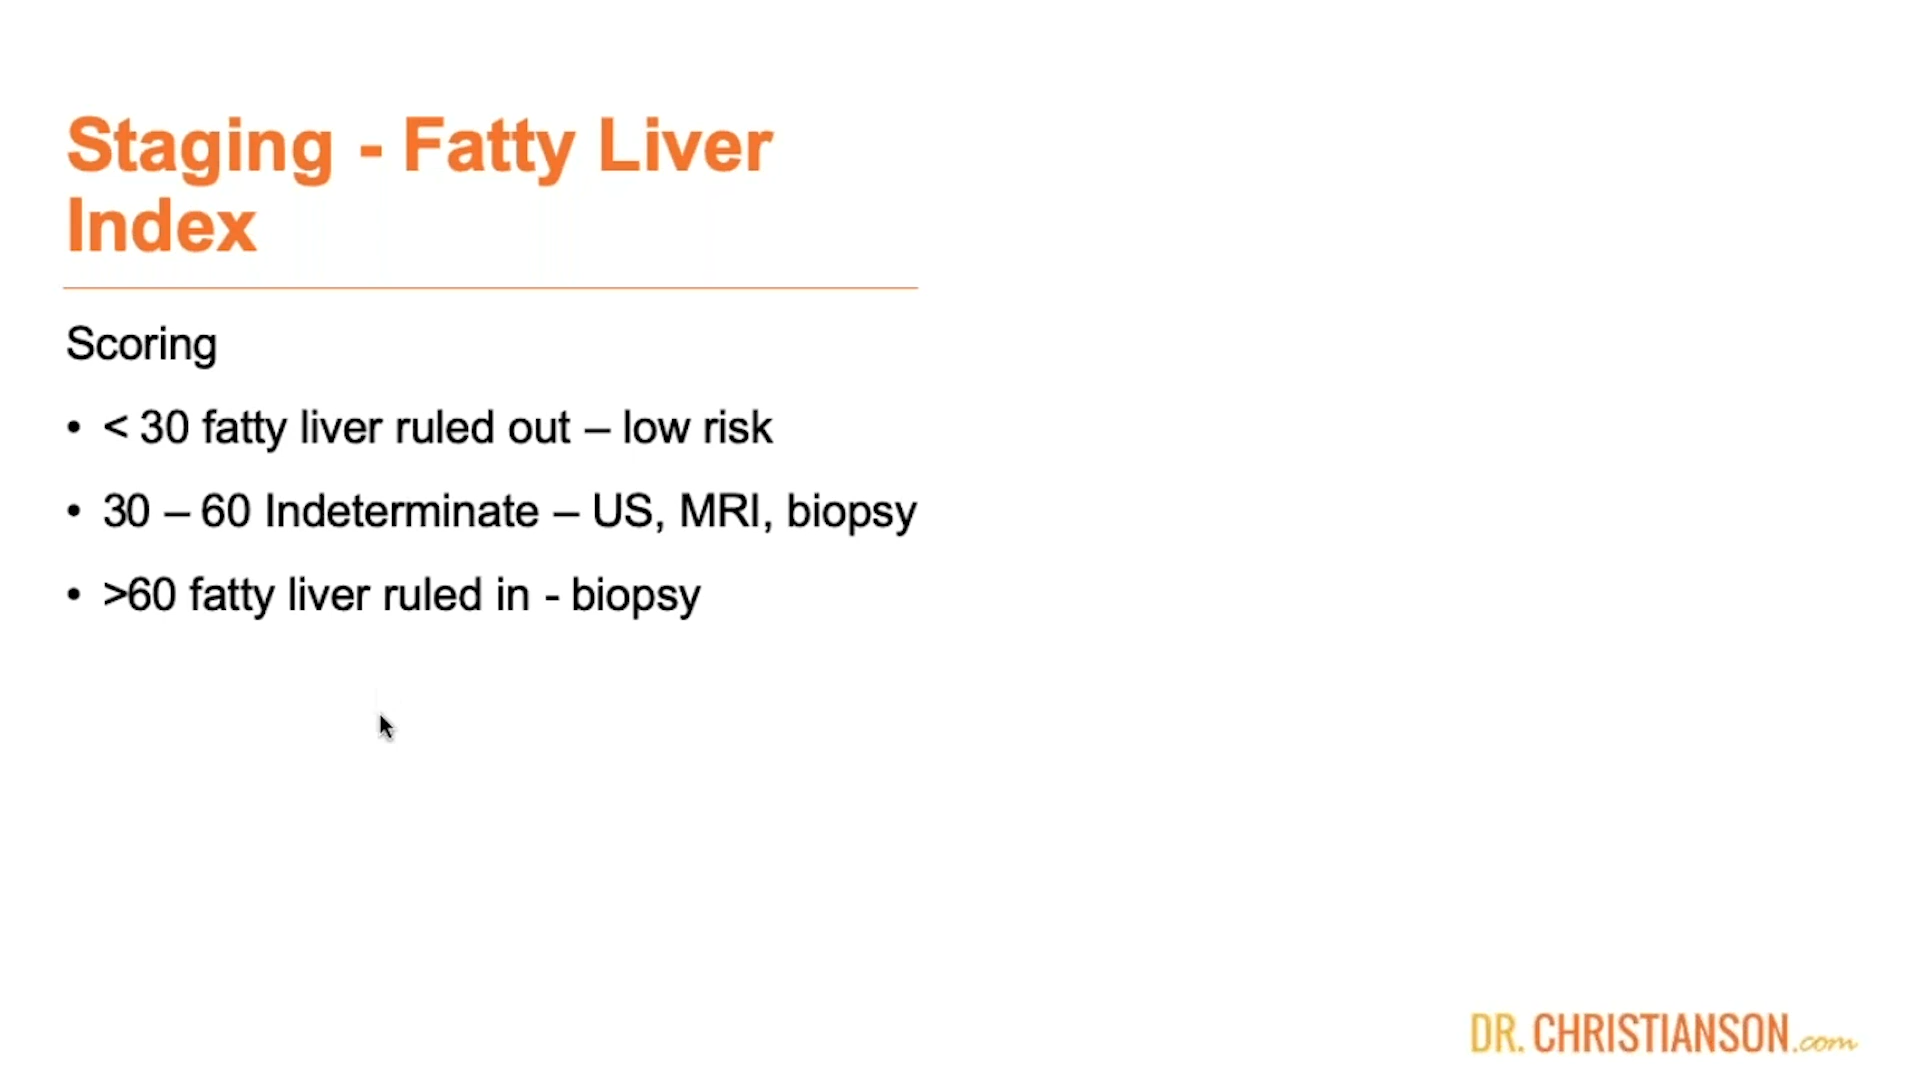 Staging - Fatty Liver
Index
Scoring
• < 30 fatty liver ruled out – low risk
• 30 – 60 Indeterminate – US, MRI, biopsy
• >60 fatty liver ruled in - biopsy
DR. CHRISTIANSON.com